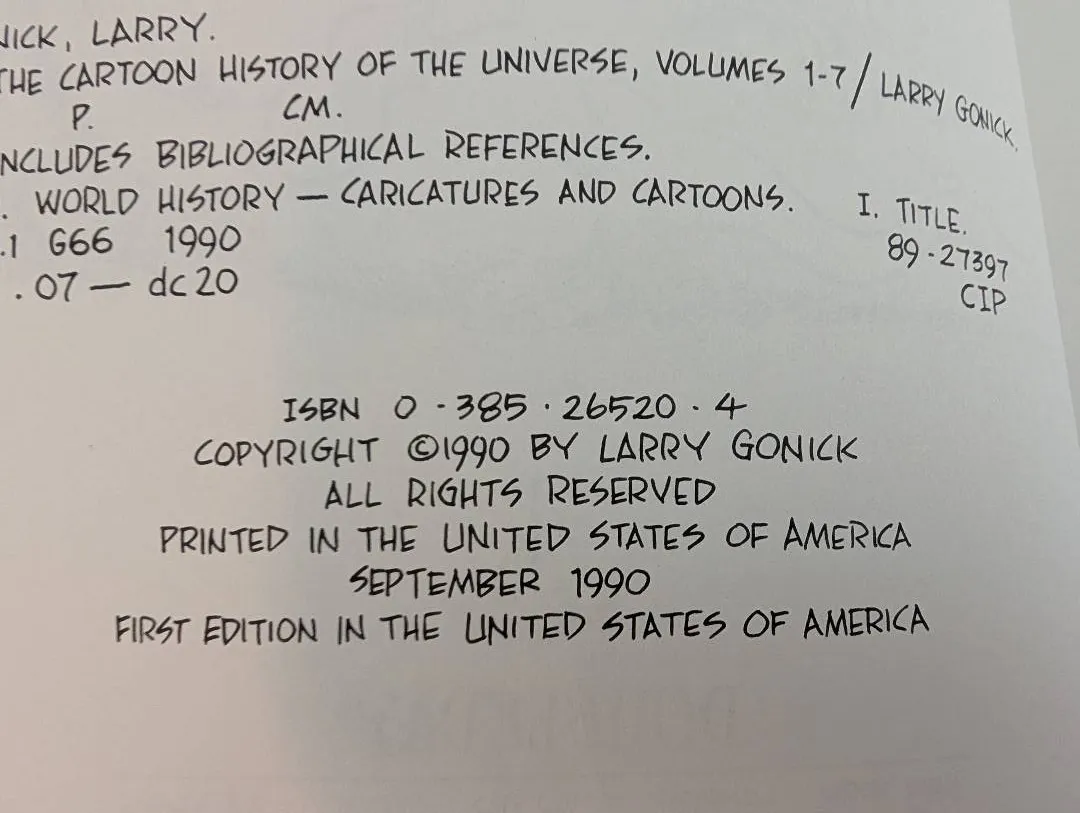 NICK, LARRY.
THE CARTOON HISTORY OF THE UNIVERSE, VOLUMES 1-7 / LARRY GONICK.
P. CM.
NCLUDES BIBLIOGRAPHICAL REFERENCES.
. WORLD HISTORY — CARICATURES AND CARTOONS. I. TITLE.
.1 G66 1990 89-27397
.07 — dc 20 CIP
ISBN 0-385·26520·4
COPYRIGHT ©1990 BY LARRY GONICK
ALL RIGHTS RESERVED
PRINTED IN THE UNITED STATES OF AMERICA
SEPTEMBER 1990
FIRST EDITION IN THE UNITED STATES OF AMERICA